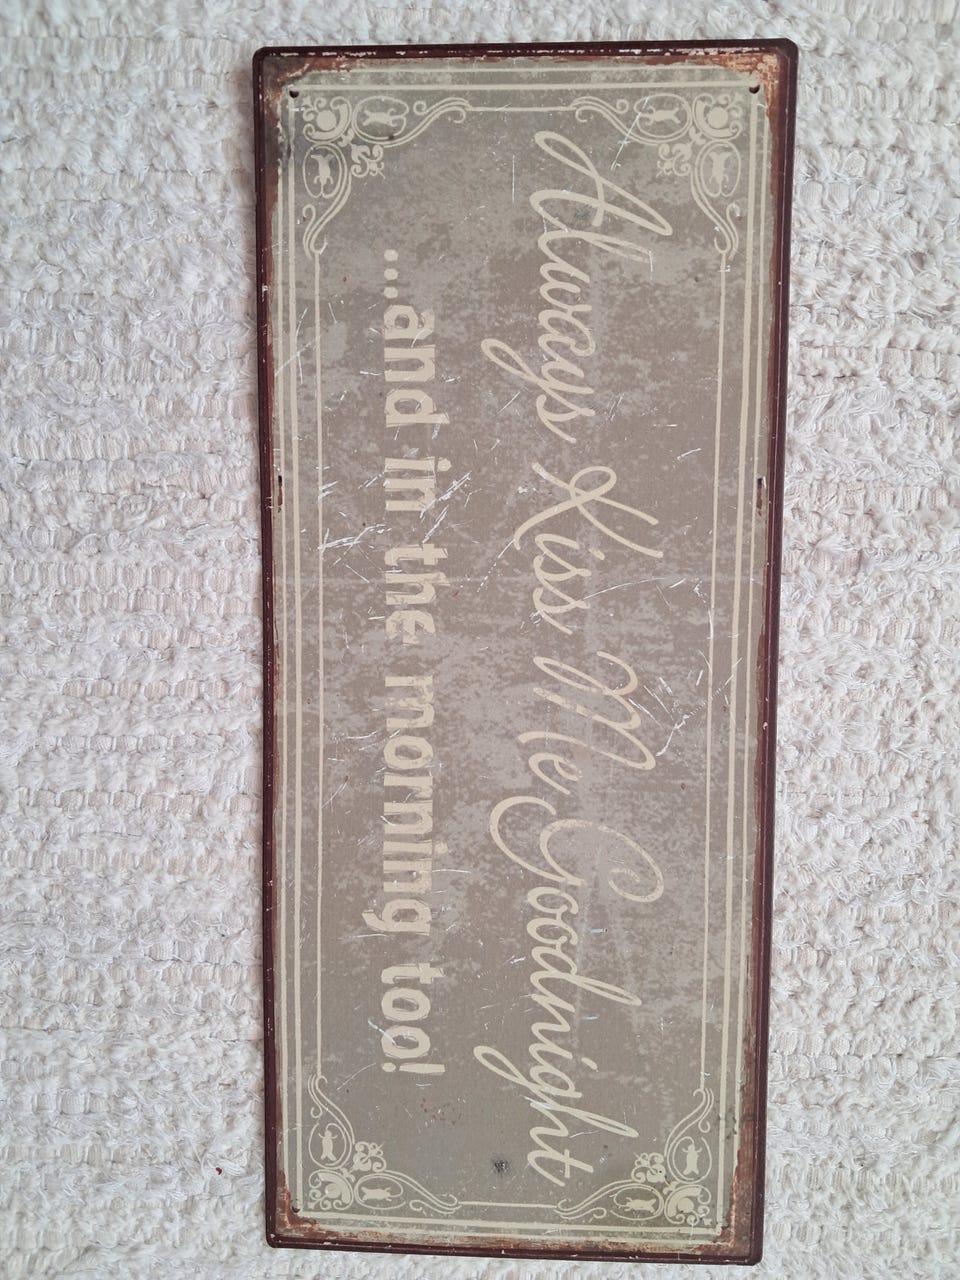 Always Kiss Me Goodnight
...and in the morning too!